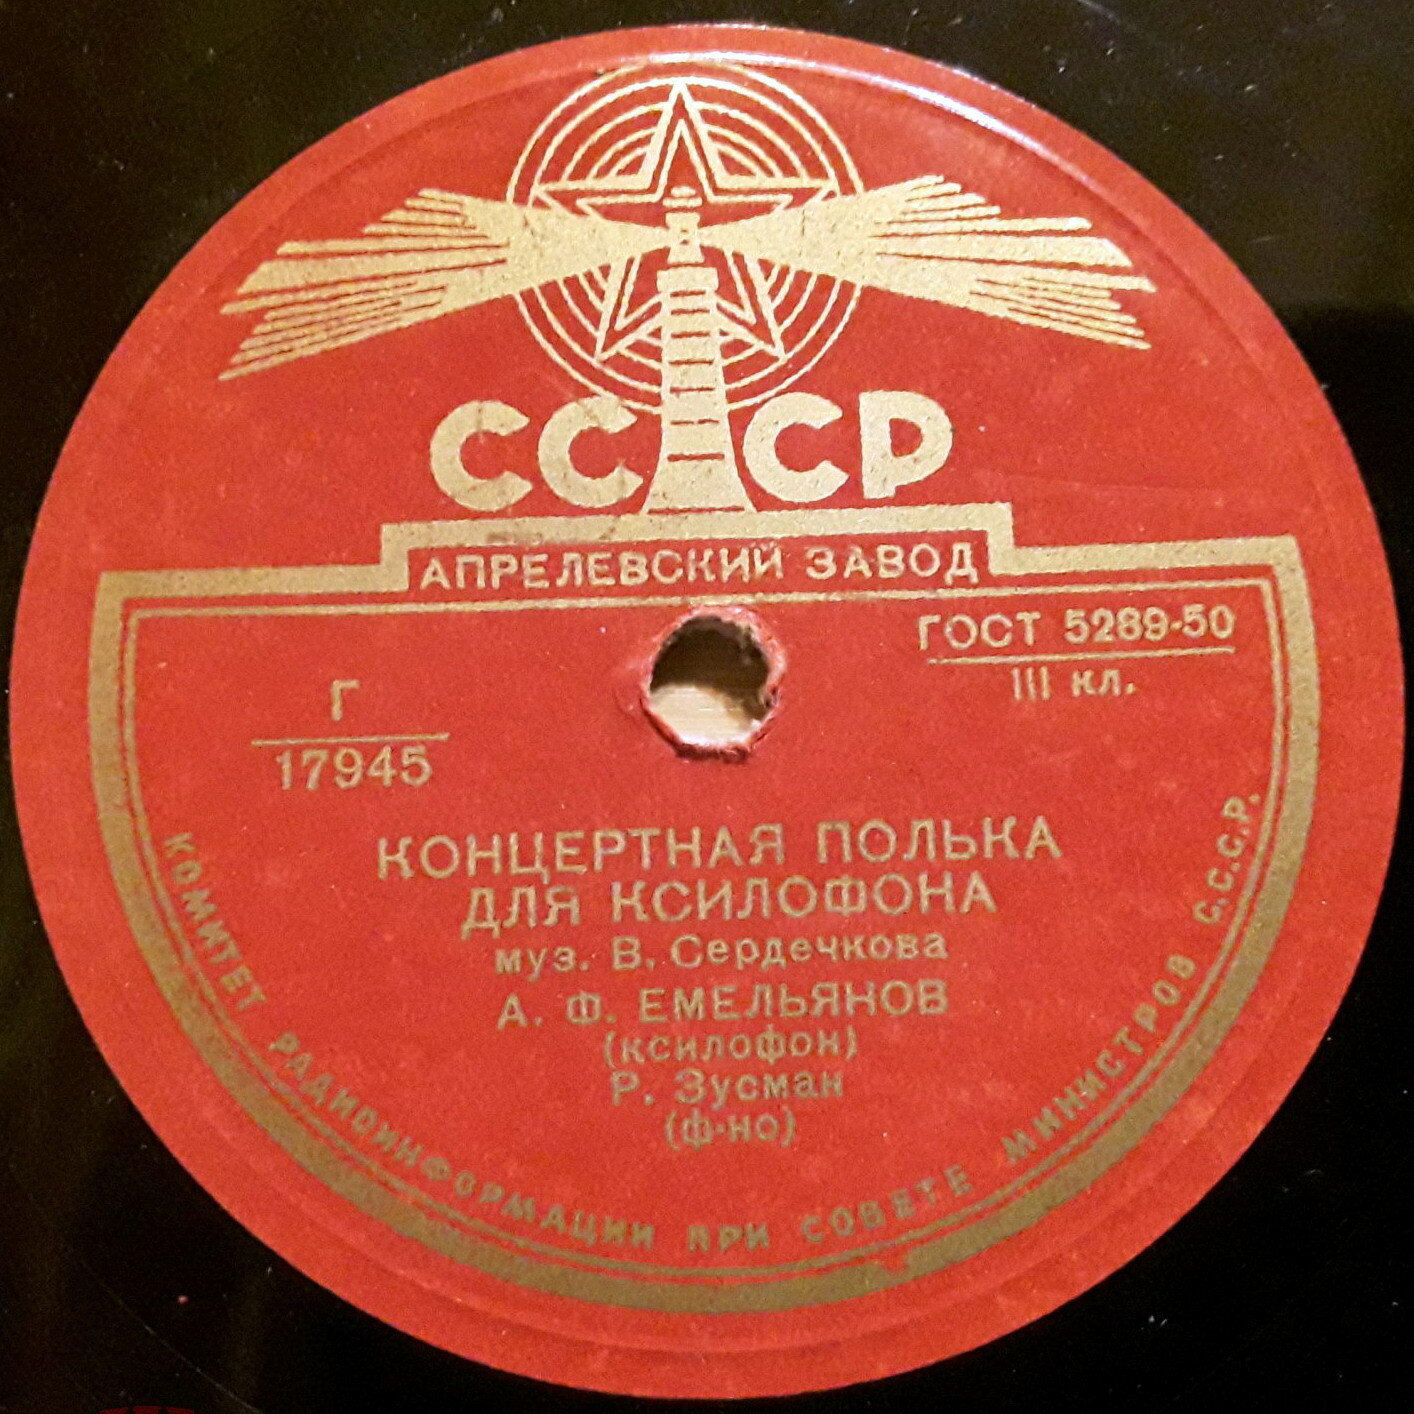 СССР
АПРЕЛЕВСКИЙ ЗАВОД
ГОСТ 5289-50
III кл.
Г
17945
КОНЦЕРТНАЯ ПОЛЬКА
ДЛЯ КСИЛОФОНА
муз. В. Сердечкова
А. Ф. ЕМЕЛЬЯНОВ
(ксилофон)
Р. Зусман
(ф-но)
КОМИТЕТ РАДИОИНФОРМАЦИИ ПРИ СОВЕТЕ МИНИСТРОВ С.С.С.Р.